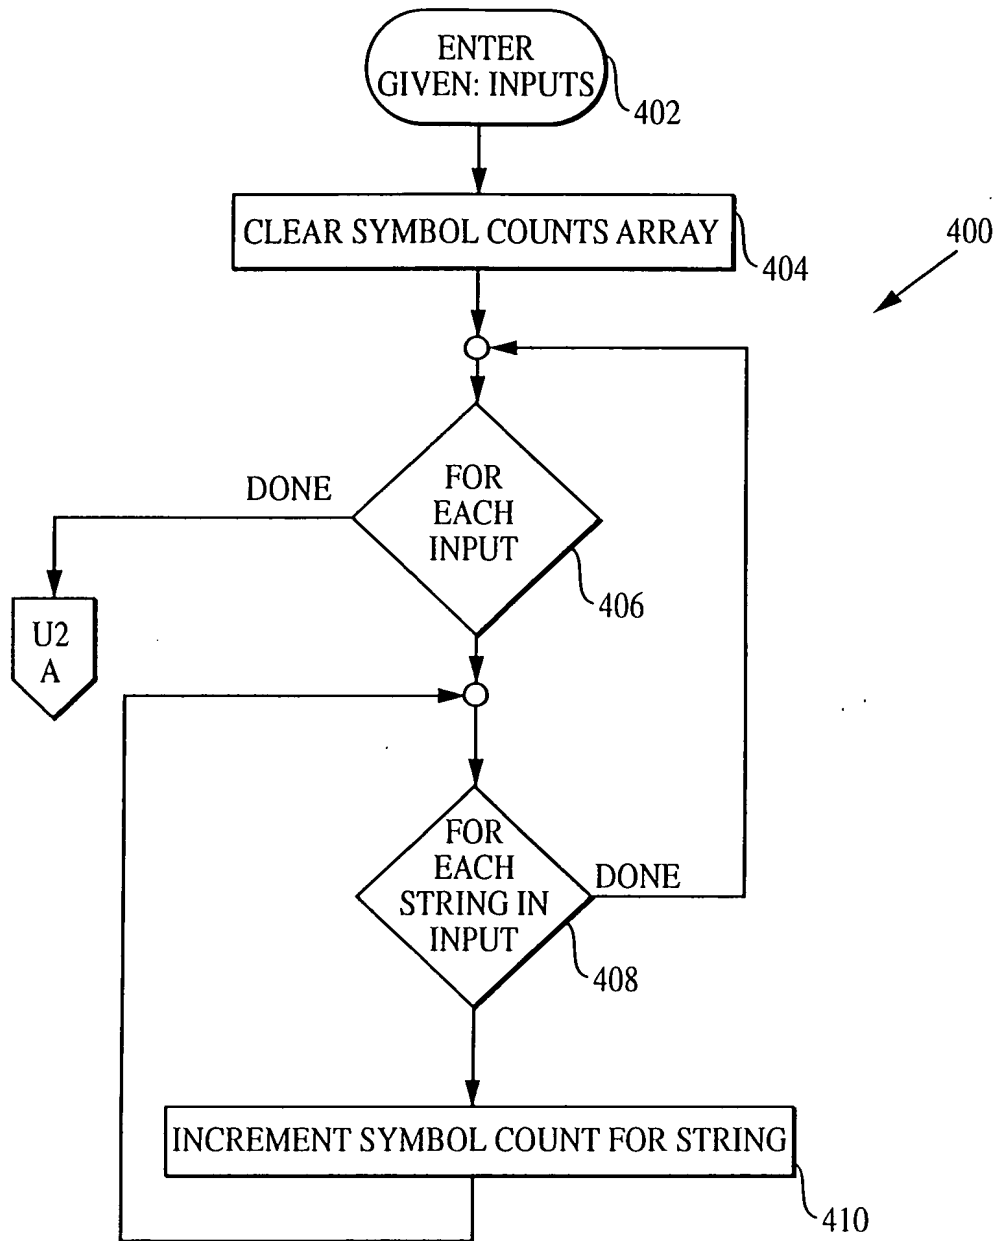 ENTER
GIVEN: INPUTS
402
CLEAR SYMBOL COUNTS ARRAY
404
400
FOR
EACH
INPUT
DONE
406
U2
A
FOR
EACH
STRING IN
INPUT
DONE
408
INCREMENT SYMBOL COUNT FOR STRING
410